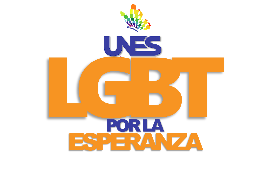 UNES
LGBT
POR LA
ESPERANZA